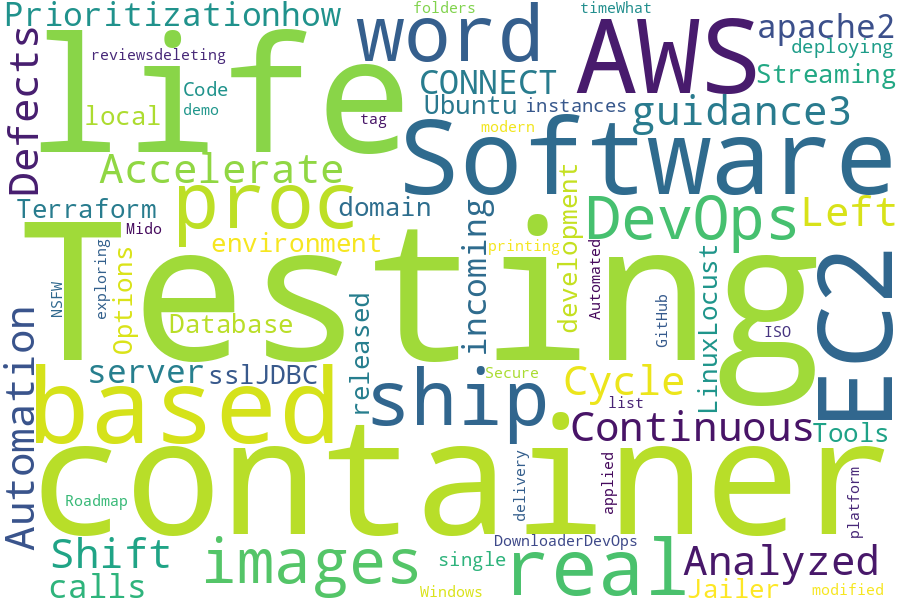 Prioritizationhow
folders
timeWhat
word
AWS
apache2
deploying
Defects
life
reviewsdeleting
Code
demo
local
tag
CONNECT
Ubuntu
instances
modern
guidance3
Streaming
Accelerate
Software
Terraform
Mido
proc
domain
incoming
development
DevOps
Left
environment
printing
NSFW
exploring
Options
Testing
Automated
GitHub
LinuxLocust
ISO
EC2
Database
released
Automation
server
sslJDBC
based
ship
Secure
Cycle
list
Continuous
Tools
container
Roadmap
delivery
applied
platform
Shift
images
single
DownloaderDevOps
real
Analyzed
calls
Windows
Jailer
modified